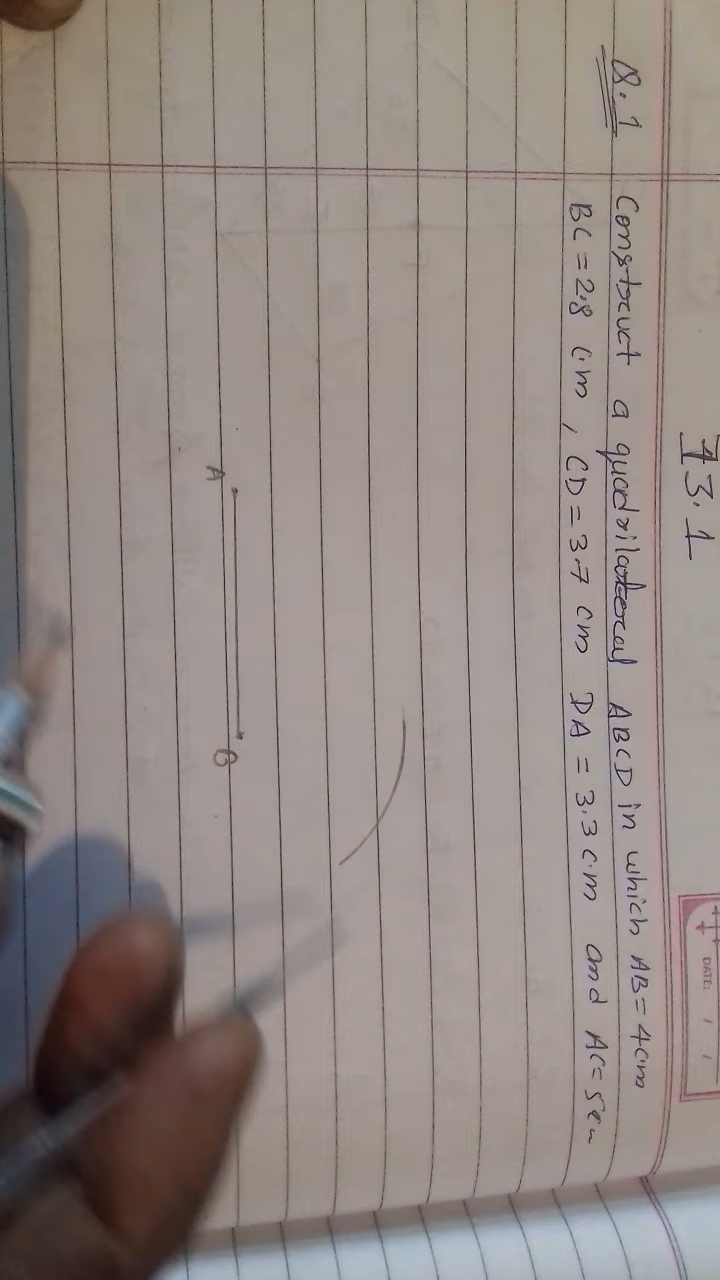 13.1
DATE: / /
Q.1 Construct a quadrilateral ABCD in which AB = 4cm
BC = 2.8 cm , CD = 3.7 cm DA = 3.3 cm and AC = 5cm
A B